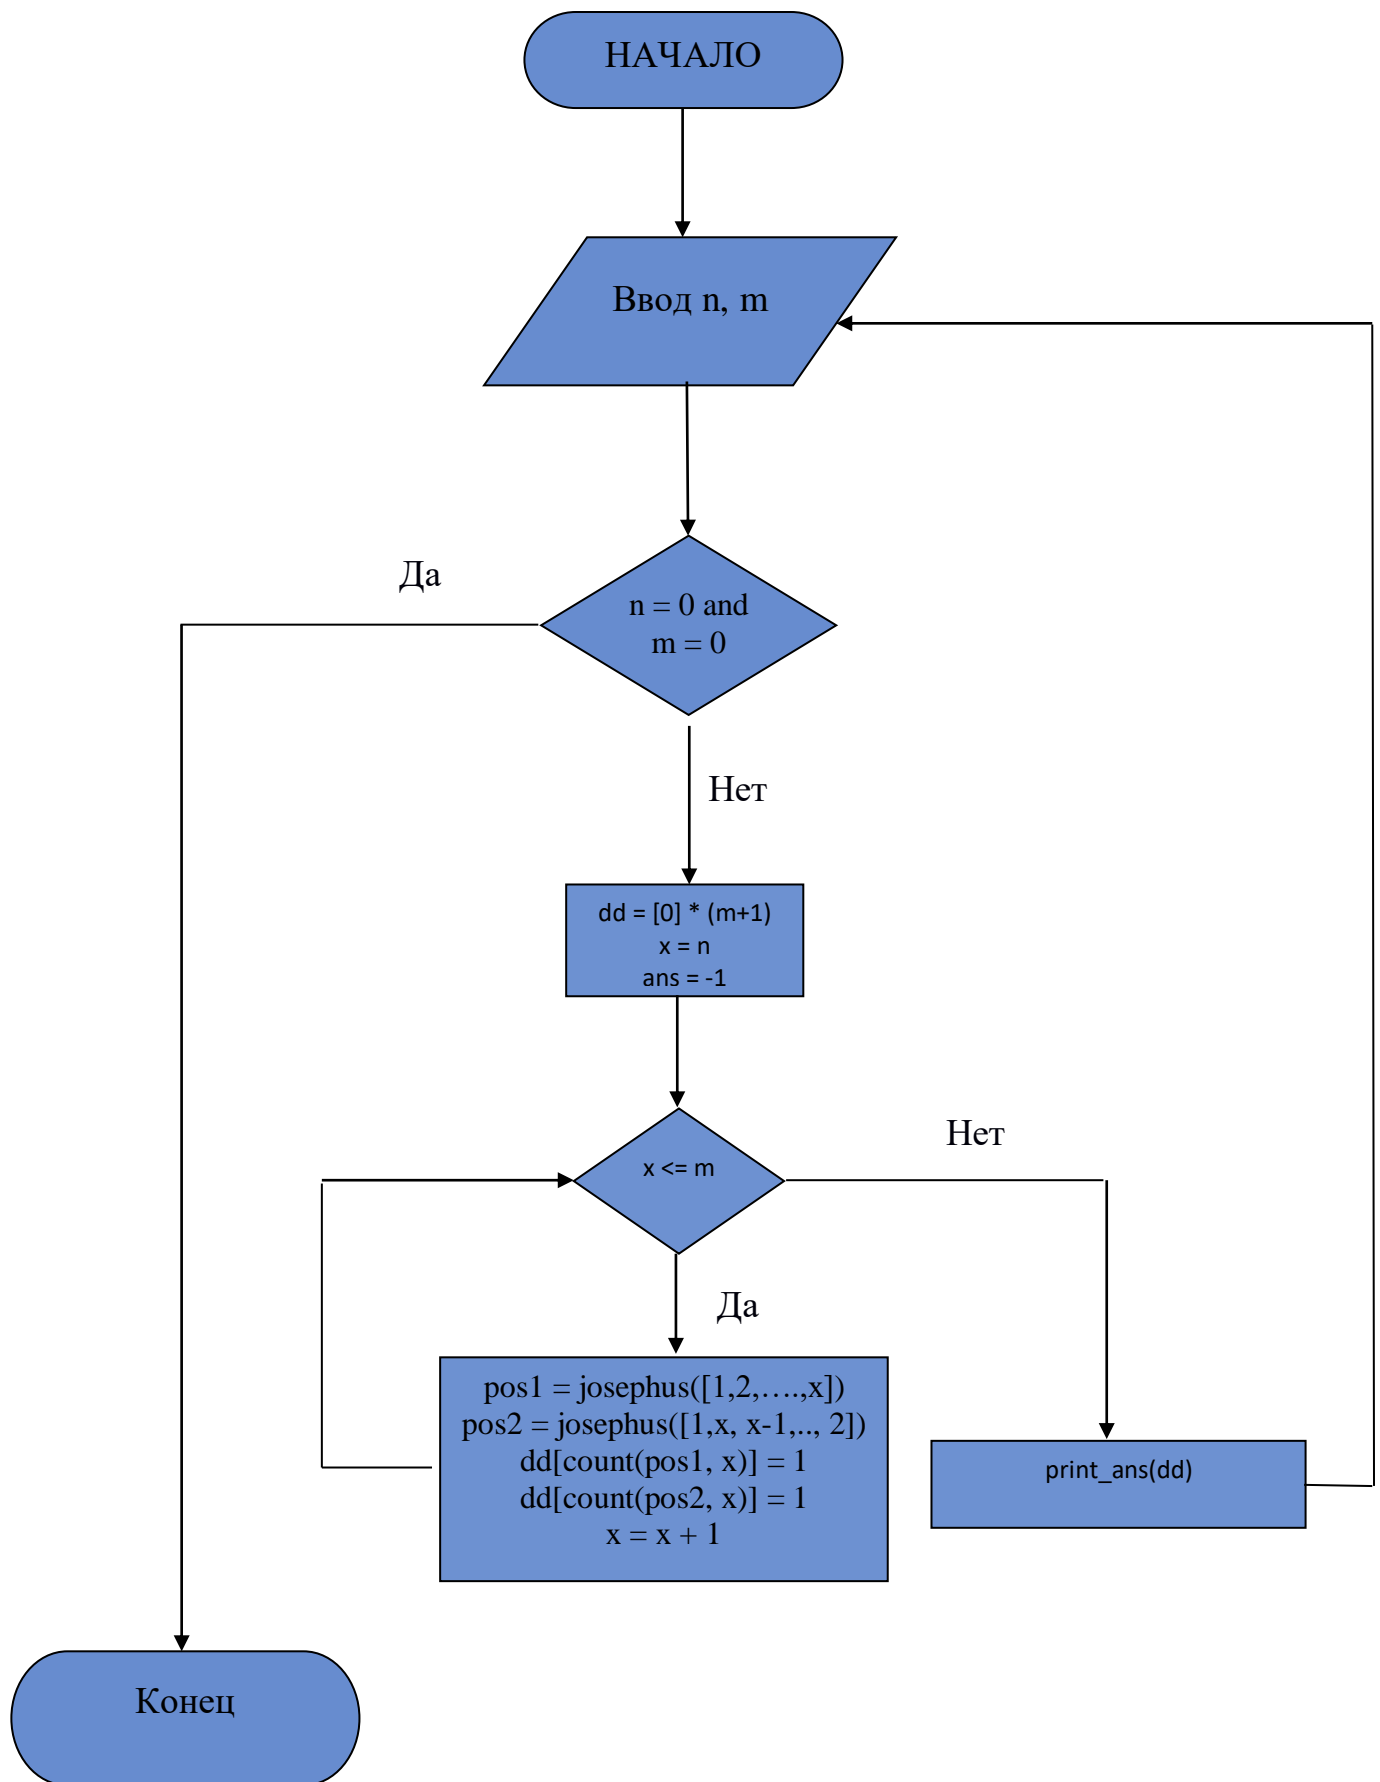 НАЧАЛО
Ввод n, m
Да
n = 0 and
m = 0
Нет
dd = [0] * (m+1)
x = n
ans = -1
Нет
x <= m
Да
pos1 = josephus([1,2,….,x])
pos2 = josephus([1,x, x-1,.., 2])
dd[count(pos1, x)] = 1
dd[count(pos2, x)] = 1
x = x + 1
print_ans(dd)
Конец